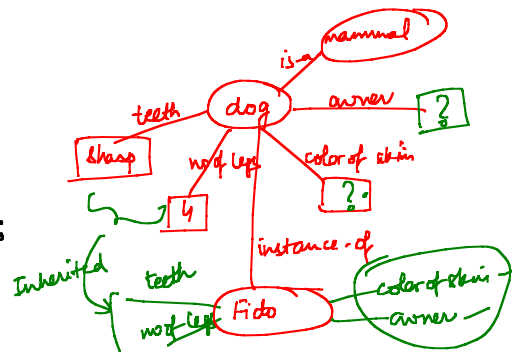 mammal
is-a
dog
owner
?
teeth
sharp
no of legs
4
color of skin
?
instance-of
Inherited
teeth
no of legs
Fido
color of skin
owner